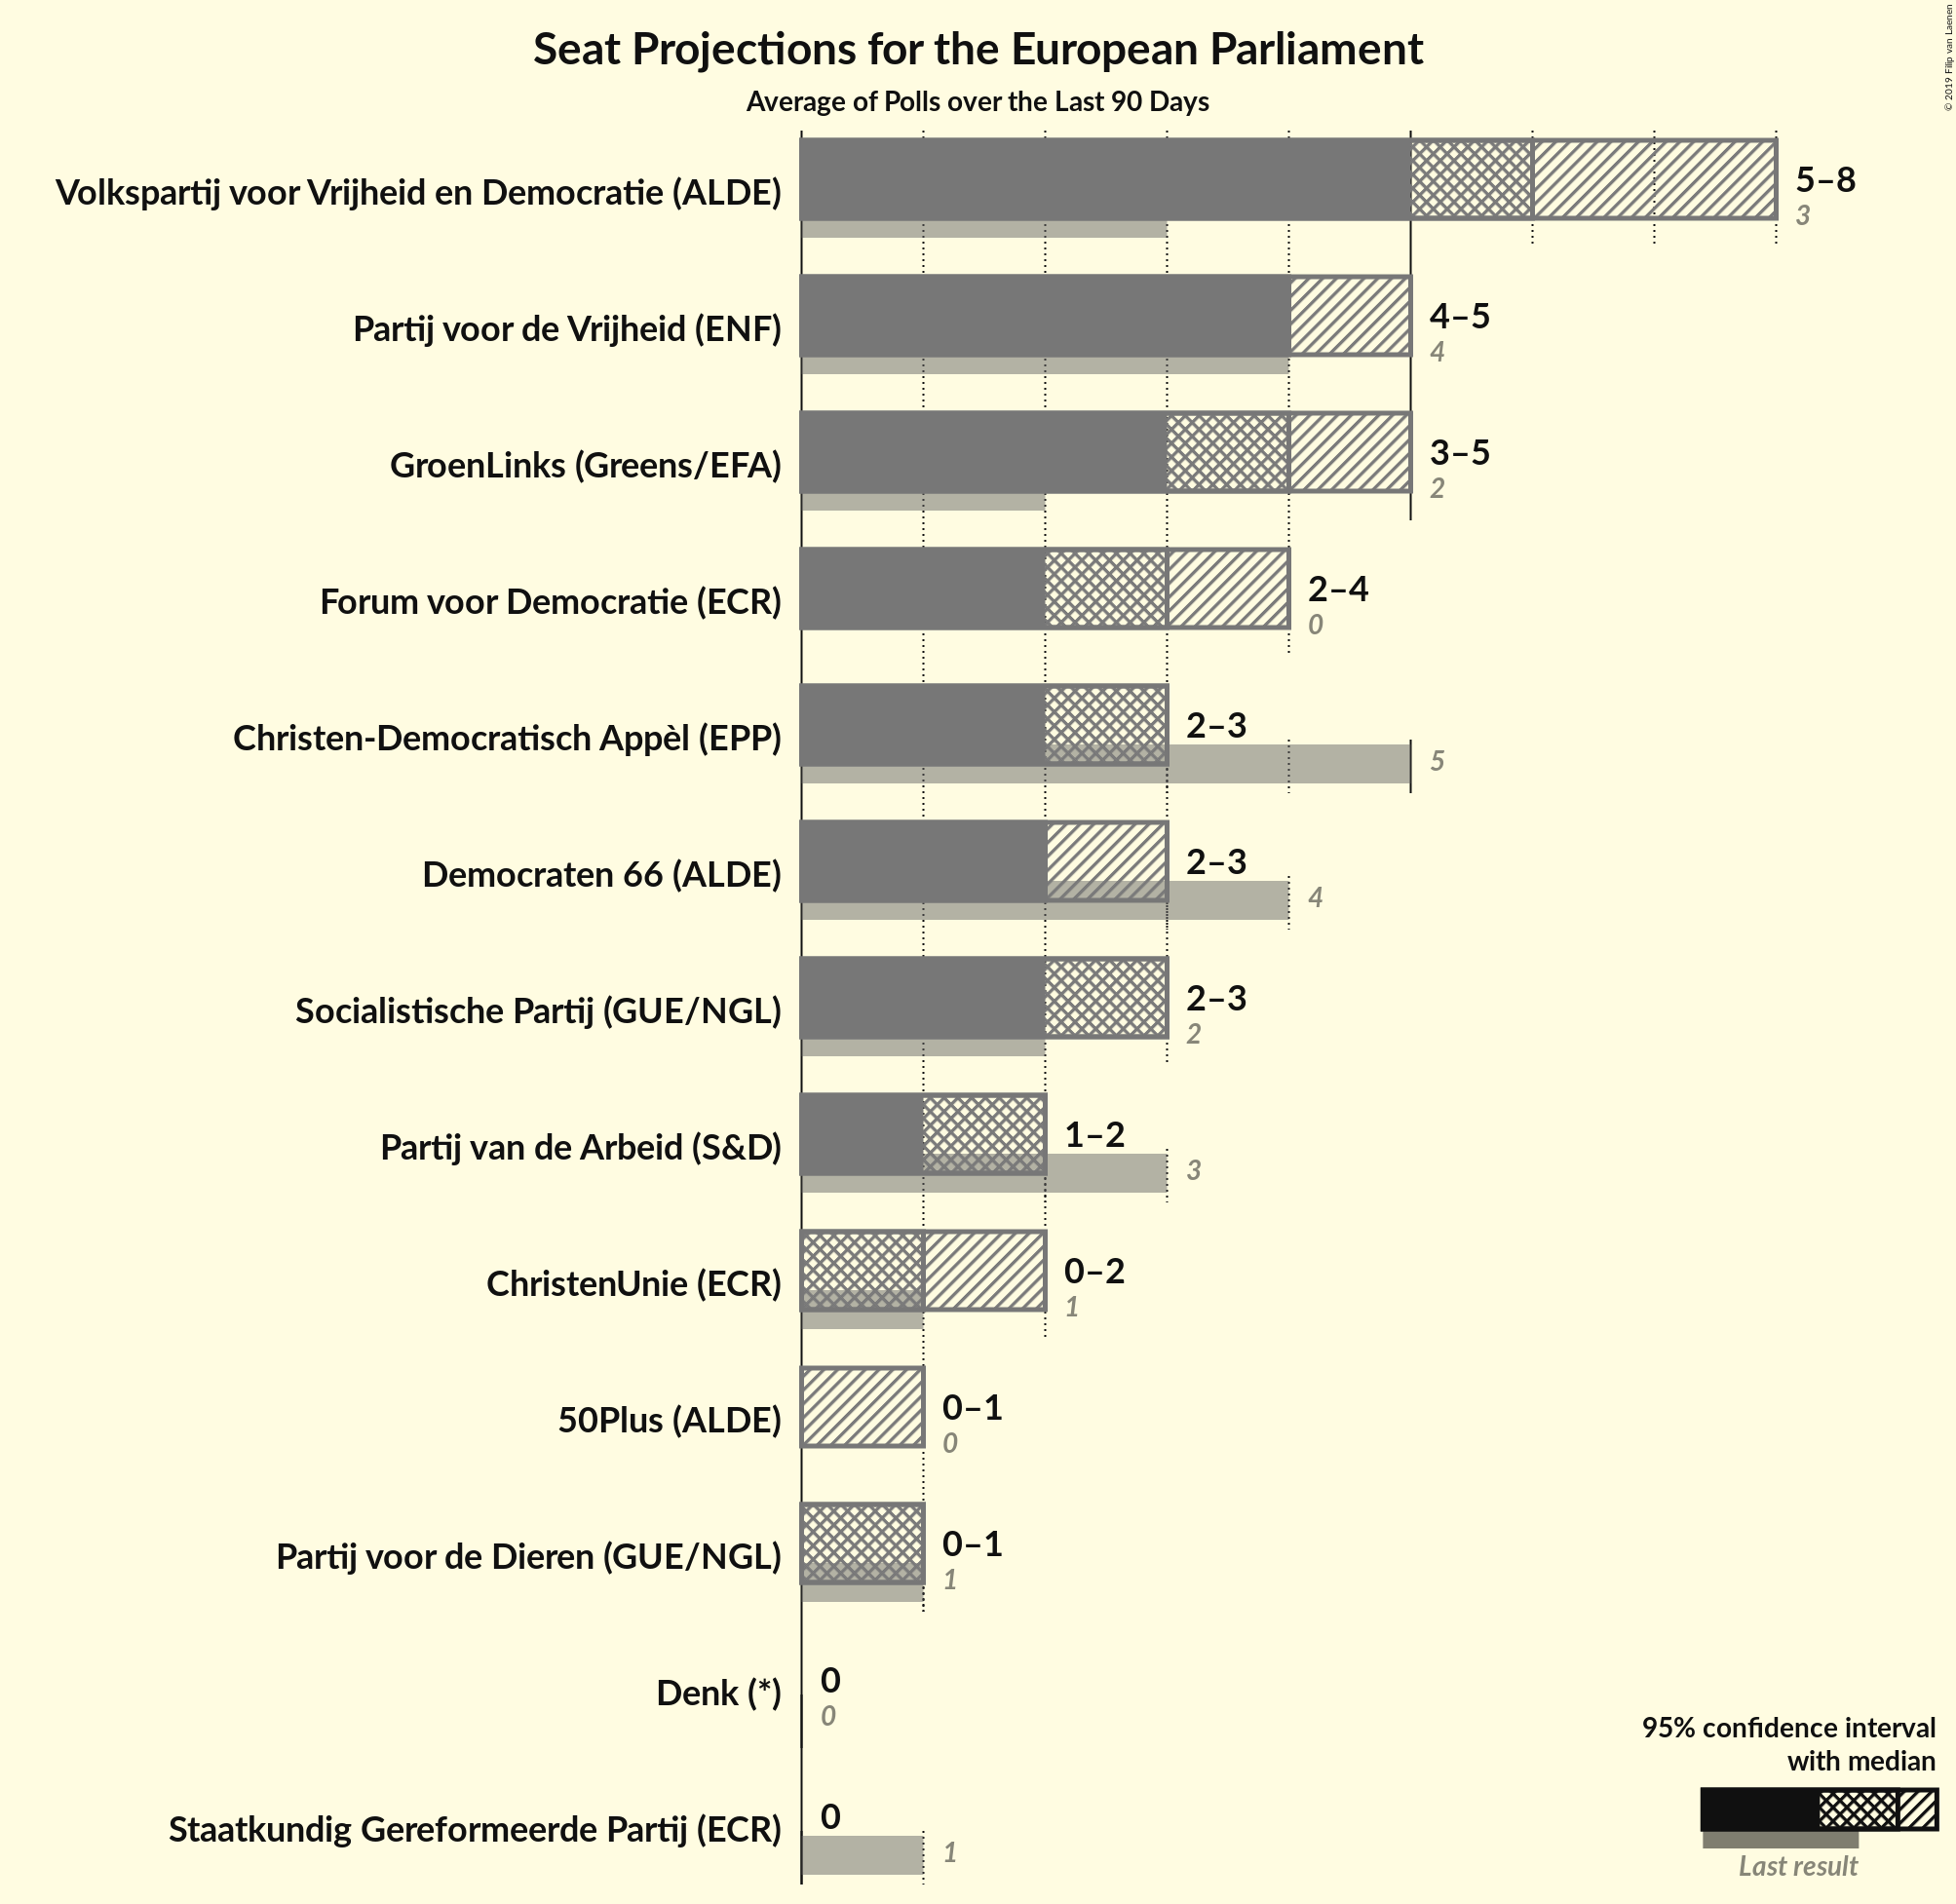 Seat Projections for the European Parliament
Average of Polls over the Last 90 Days
© 2019 Filip van Laenen
Volkspartij voor Vrijheid en Democratie (ALDE)
5–8
3
Partij voor de Vrijheid (ENF)
4–5
4
GroenLinks (Greens/EFA)
3–5
2
Forum voor Democratie (ECR)
2–4
0
Christen-Democratisch Appèl (EPP)
2–3
5
Democraten 66 (ALDE)
2–3
4
Socialistische Partij (GUE/NGL)
2–3
2
Partij van de Arbeid (S&D)
1–2
3
ChristenUnie (ECR)
0–2
1
50Plus (ALDE)
0–1
0
Partij voor de Dieren (GUE/NGL)
0–1
1
Denk (*)
0
0
Staatkundig Gereformeerde Partij (ECR)
0
1
95% confidence interval
with median
Last result